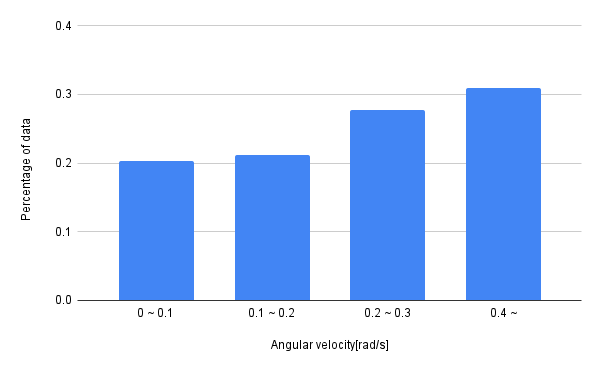 0.4
0.3
0.2
0.1
0.0
Percentage of data
0 ~ 0.1
0.1 ~ 0.2
0.2 ~ 0.3
0.4 ~
Angular velocity[rad/s]